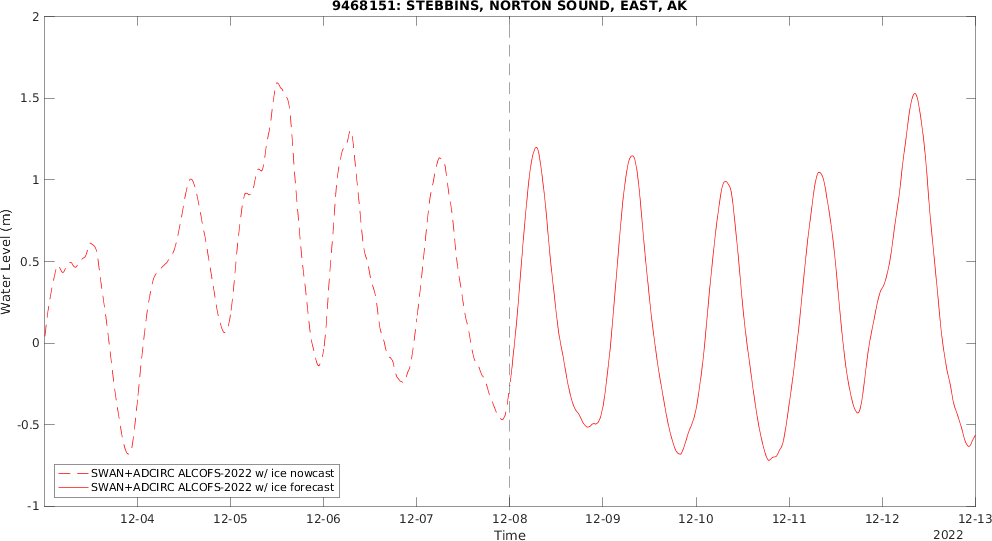 9468151: STEBBINS, NORTON SOUND, EAST, AK
2
1.5
1
0.5
0
-0.5
-1
Water Level (m)
SWAN+ADCIRC ALCOFS-2022 w/ ice nowcast
SWAN+ADCIRC ALCOFS-2022 w/ ice forecast
12-04 12-05 12-06 12-07 12-08 12-09 12-10 12-11 12-12 12-13
Time
2022